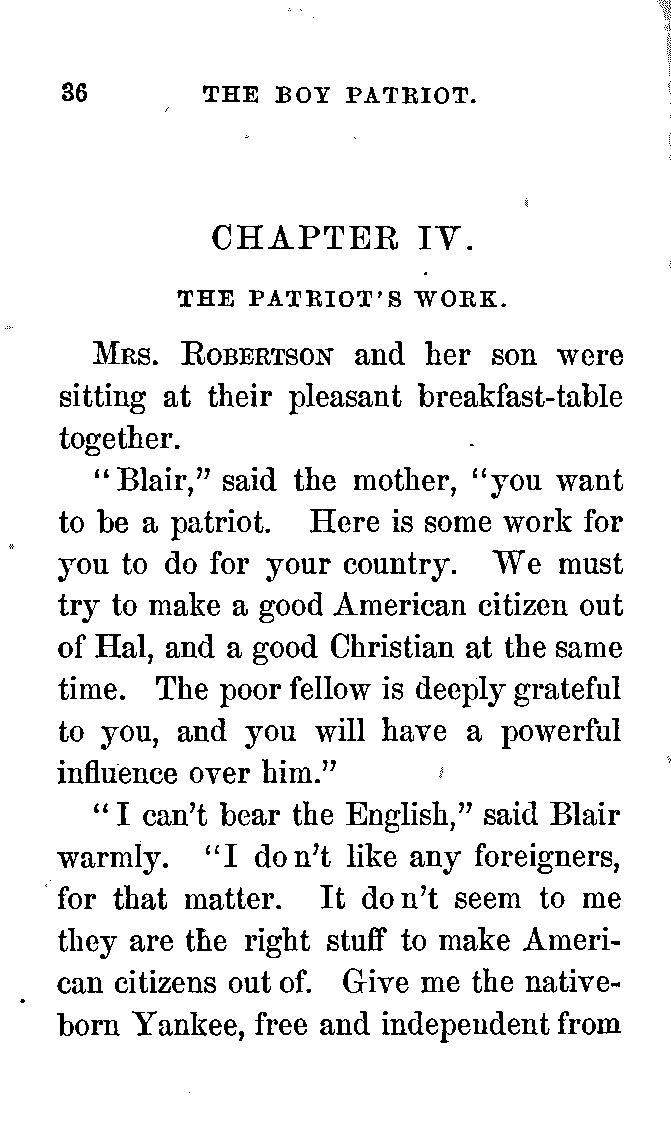 36 THE BOY PATRIOT.
CHAPTER IV.
THE PATRIOT'S WORK.
MRS. ROBERTSON and her son were
sitting at their pleasant breakfast-table
together.
"Blair," said the mother, "you want
to be a patriot. Here is some work for
you to do for your country. We must
try to make a good American citizen out
of Hal, and a good Christian at the same
time. The poor fellow is deeply grateful
to you, and you will have a powerful
influence over him."
"I can't bear the English," said Blair
warmly. "I don't like any foreigners,
for that matter. It don't seem to me
they are the right stuff to make Ameri-
can citizens out of. Give me the native-
born Yankee, free and independent from